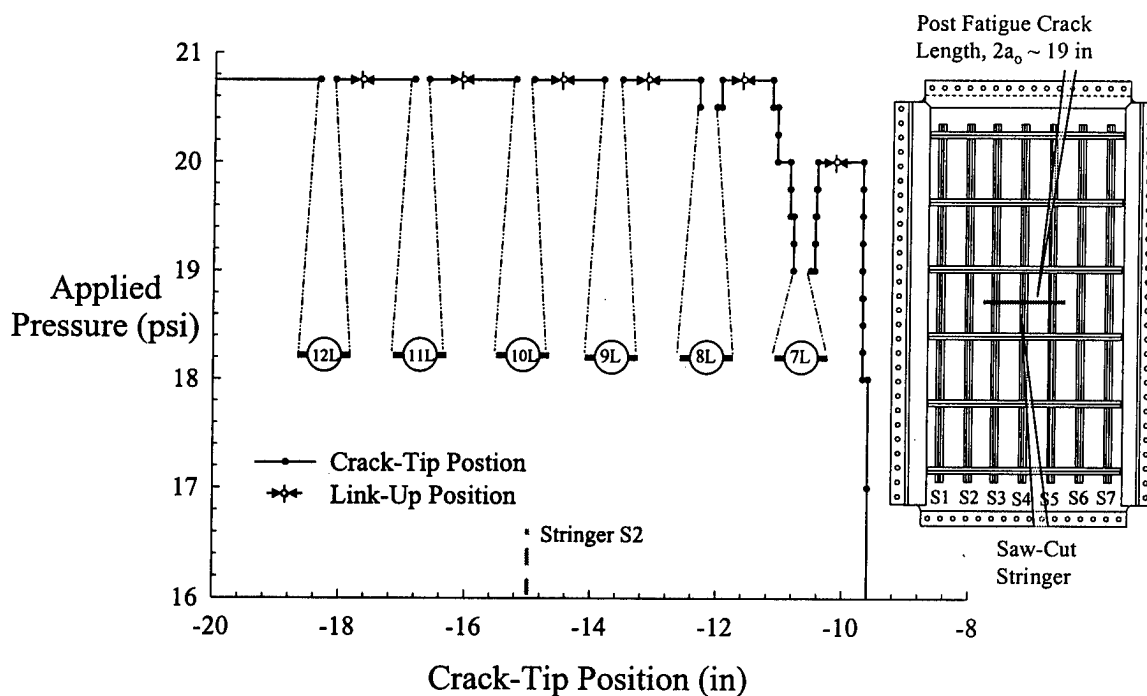 Post Fatigue Crack
Length, 2aₒ ~ 19 in
21
20
19
18
17
16
Applied
Pressure (psi)
12L
11L
10L
9L
8L
7L
Crack-Tip Postion
Link-Up Position
Stringer S2
S1 S2 S3 S4 S5 S6 S7
Saw-Cut
Stringer
-20 -18 -16 -14 -12 -10 -8
Crack-Tip Position (in)